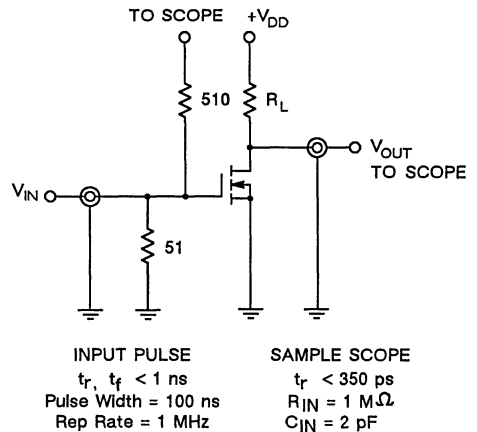 TO SCOPE
+VDD
510
RL
VOUT
TO SCOPE
VIN
51
INPUT PULSE
tr, tf < 1 ns
Pulse Width = 100 ns
Rep Rate = 1 MHz
SAMPLE SCOPE
tr < 350 ps
RIN = 1 MΩ
CIN = 2 pF